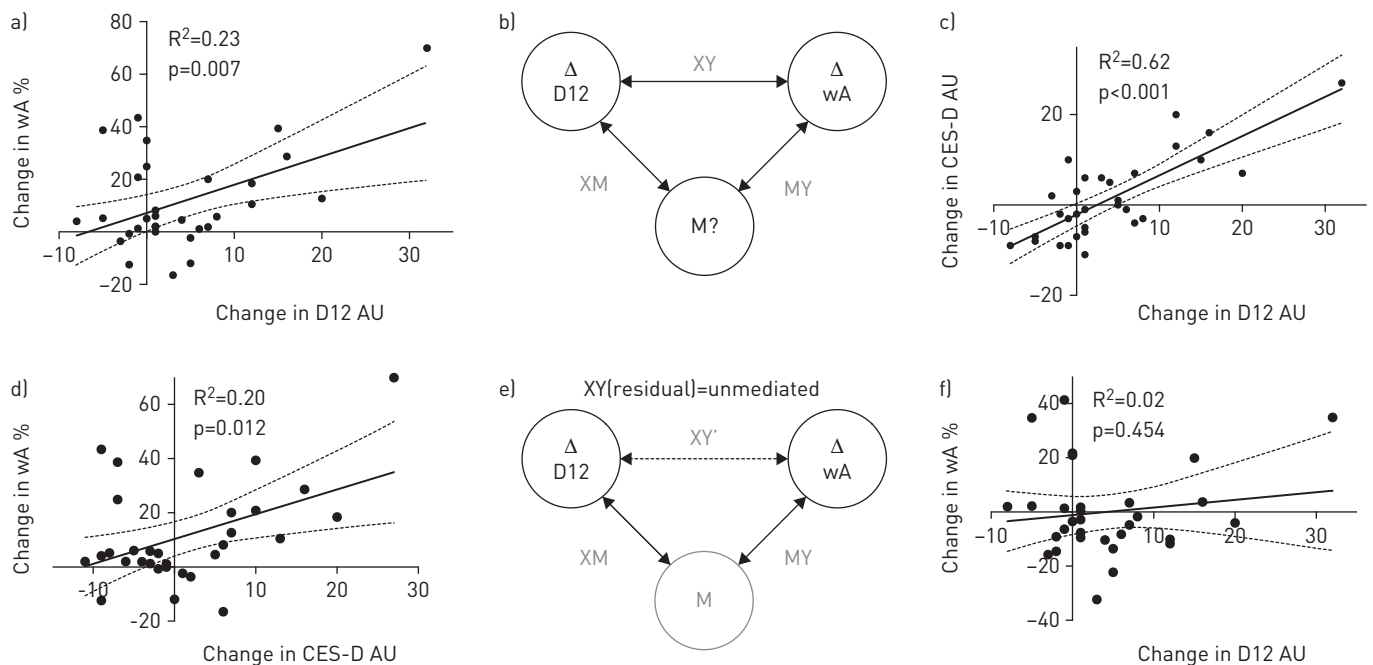 a)
80
60
40
20
−20
−10
10
20
30
R²=0.23
p=0.007
Change in wA %
Change in D12 AU
b)
Δ
D12
XY
Δ
wA
XM
MY
M?
c)
R²=0.62
p<0.001
20
−20
−10
10
20
30
Change in CES-D AU
Change in D12 AU
d)
R²=0.20
p=0.012
60
40
20
-20
-10
10
20
30
Change in wA %
Change in CES-D AU
e)
XY(residual)=unmediated
Δ
D12
XY*
Δ
wA
XM
MY
M
f)
R²=0.02
p=0.454
40
20
−20
−40
−10
10
20
30
Change in wA %
Change in D12 AU